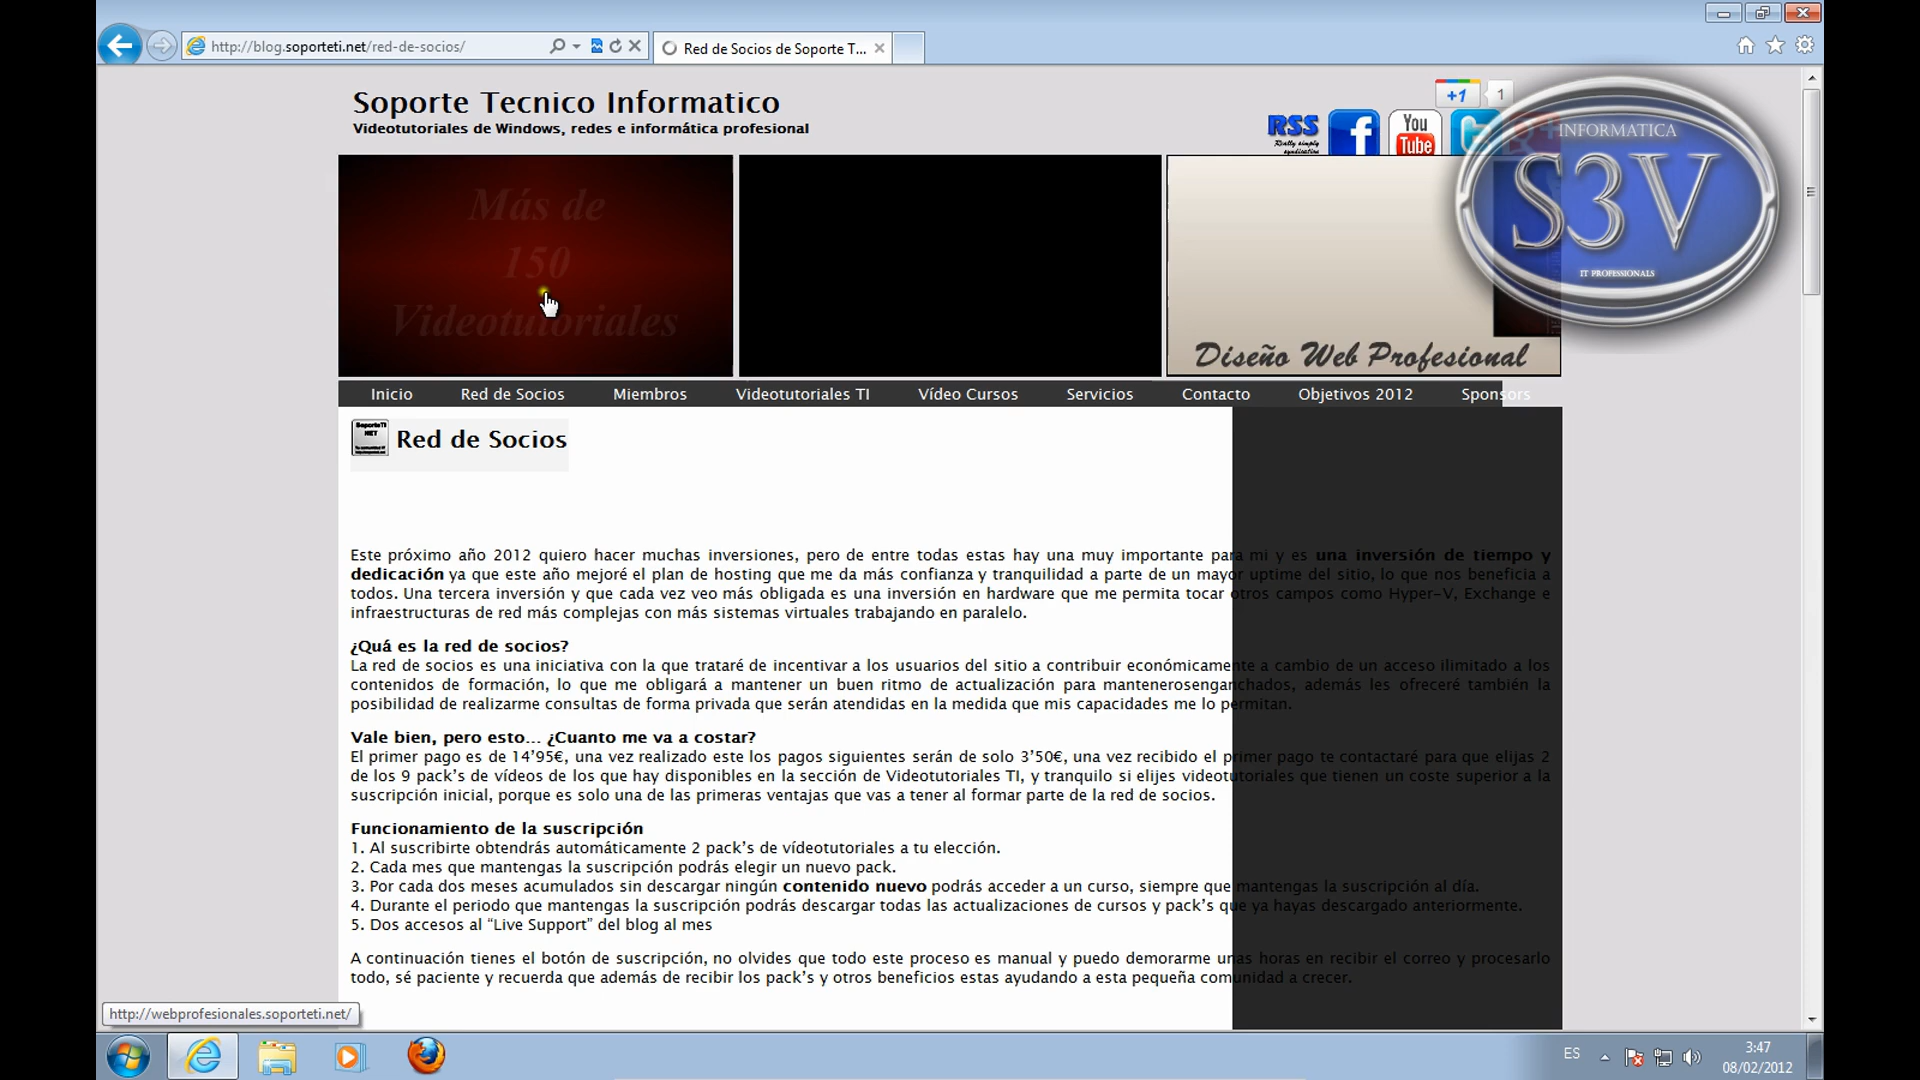 http://blog.soporteti.net/red-de-socios/
Red de Socios de Soporte T...
Soporte Tecnico Informatico
Videotutoriales de Windows, redes e informática profesional
+1
1
RSS
Really simple syndication
f
You
Tube
INFORMATICA
S3V
IT PROFESSIONALS
Más de
150
Videotutoriales
Diseño Web Profesional
Inicio Red de Socios Miembros Videotutoriales TI Vídeo Cursos Servicios Contacto Objetivos 2012 Sponsors
Red de Socios
Este próximo año 2012 quiero hacer muchas inversiones, pero de entre todas estas hay una muy importante para mi y es una inversión de tiempo y
dedicación ya que este año mejoré el plan de hosting que me da más confianza y tranquilidad a parte de un mayor uptime del sitio, lo que nos beneficia a
todos. Una tercera inversión y que cada vez veo más obligada es una inversión en hardware que me permita tocar otros campos como Hyper-V, Exchange e
infraestructuras de red más complejas con más sistemas virtuales trabajando en paralelo.
¿Quá es la red de socios?
La red de socios es una iniciativa con la que trataré de incentivar a los usuarios del sitio a contribuir económicamente a cambio de un acceso ilimitado a los
contenidos de formación, lo que me obligará a mantener un buen ritmo de actualización para mantenerosenganchados, además les ofreceré también la
posibilidad de realizarme consultas de forma privada que serán atendidas en la medida que mis capacidades me lo permitan.
Vale bien, pero esto... ¿Cuanto me va a costar?
El primer pago es de 14'95€, una vez realizado este los pagos siguientes serán de solo 3'50€, una vez recibido el primer pago te contactaré para que elijas 2
de los 9 pack's de vídeos de los que hay disponibles en la sección de Videotutoriales TI, y tranquilo si elijes videotutoriales que tienen un coste superior a la
suscripción inicial, porque es solo una de las primeras ventajas que vas a tener al formar parte de la red de socios.
Funcionamiento de la suscripción
1. Al suscribirte obtendrás automáticamente 2 pack's de vídeotutoriales a tu elección.
2. Cada mes que mantengas la suscripción podrás elegir un nuevo pack.
3. Por cada dos meses acumulados sin descargar ningún contenido nuevo podrás acceder a un curso, siempre que mantengas la suscripción al día.
4. Durante el periodo que mantengas la suscripción podrás descargar todas las actualizaciones de cursos y pack's que ya hayas descargado anteriormente.
5. Dos accesos al “Live Support” del blog al mes
A continuación tienes el botón de suscripción, no olvides que todo este proceso es manual y puedo demorarme unas horas en recibir el correo y procesarlo
todo, sé paciente y recuerda que además de recibir los pack's y otros beneficios estas ayudando a esta pequeña comunidad a crecer.
http://webprofesionales.soporteti.net/
ES
3:47
08/02/2012